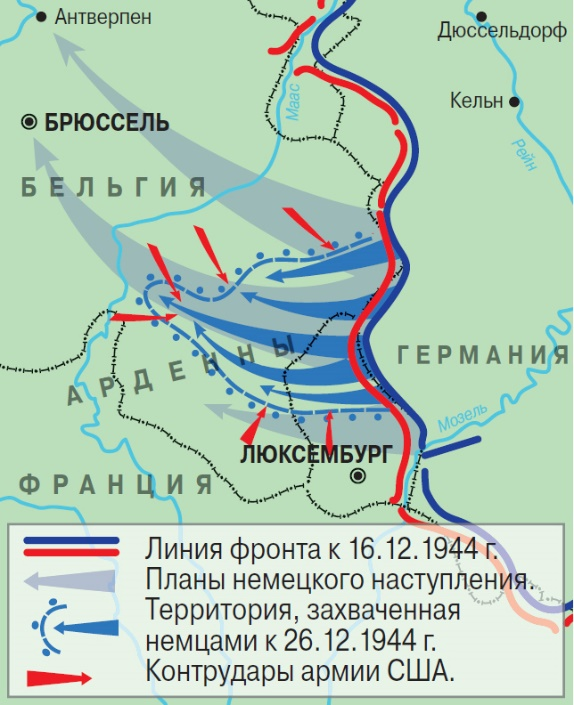 Антверпен
Дюссельдорф
Кельн
Маас
БРЮССЕЛЬ
Рейн
БЕЛЬГИЯ
АРДЕННЫ
ГЕРМАНИЯ
Мозель
ЛЮКСЕМБУРГ
ФРАНЦИЯ
Линия фронта к 16.12.1944 г.
Планы немецкого наступления.
Территория, захваченная
немцами к 26.12.1944 г.
Контрудары армии США.